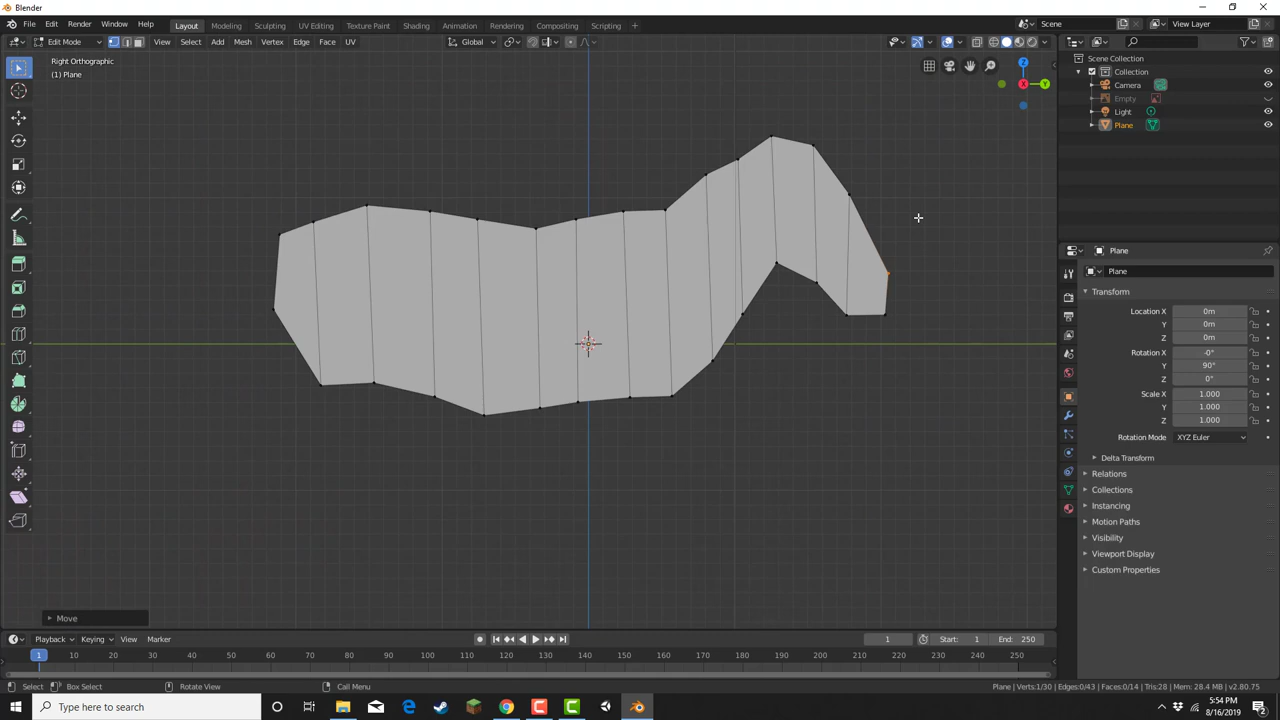 Blender
File Edit Render Window Help Layout Modeling Sculpting UV Editing Texture Paint Shading Animation Rendering Compositing Scripting + Scene View Layer
Edit Mode View Select Add Mesh Vertex Edge Face UV Global
Right Orthographic
(1) Plane
Z
X
Y
Scene Collection
Collection
Camera
Empty
Light
Plane
Plane
Plane
Transform
Location X 0m
Y 0m
Z 0m
Rotation X -0°
Y 90°
Z 0°
Scale X 1.000
Y 1.000
Z 1.000
Rotation Mode XYZ Euler
Delta Transform
Relations
Collections
Instancing
Motion Paths
Visibility
Viewport Display
Custom Properties
Move
Playback Keying View Marker 1 Start: 1 End: 250
1 10 20 30 40 50 60 70 80 90 100 110 120 130 140 150 160 170 180 190 200 210 220 230 240 250
Select Box Select Rotate View Call Menu Plane | Verts:1/30 | Edges:0/43 | Faces:0/14 | Tris:28 | Mem: 28.4 MB | v2.80.75
Type here to search
5:54 PM
8/16/2019
2